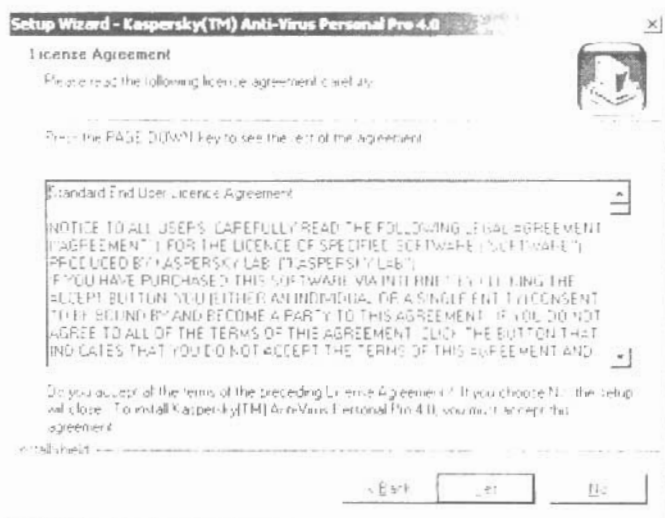 Setup Wizard - Kaspersky(TM) Anti-Virus Personal Pro 4.0
License Agreement
Please read the following license agreement carefully.
Press the PAGE DOWN key to see the rest of the agreement.
Standard End User Licence Agreement
NOTICE TO ALL USERS: CAREFULLY READ THE FOLLOWING LEGAL AGREEMENT
("AGREEMENT") FOR THE LICENCE OF SPECIFIED SOFTWARE ("SOFTWARE")
PRODUCED BY KASPERSKY LAB. ("KASPERSKY LAB")
IF YOU HAVE PURCHASED THIS SOFTWARE VIA INTERNET BY CLICKING THE
ACCEPT BUTTON, YOU (EITHER AN INDIVIDUAL OR A SINGLE ENTITY) CONSENT
TO BE BOUND BY AND BECOME A PARTY TO THIS AGREEMENT. IF YOU DO NOT
AGREE TO ALL OF THE TERMS OF THIS AGREEMENT, CLICK THE BUTTON THAT
INDICATES THAT YOU DO NOT ACCEPT THE TERMS OF THIS AGREEMENT AND
Do you accept all the terms of the preceding License Agreement? If you choose No, the setup
will close. To install Kaspersky(TM) Anti-Virus Personal Pro 4.0, you must accept this
agreement.
InstallShield
< Back
Yes
No